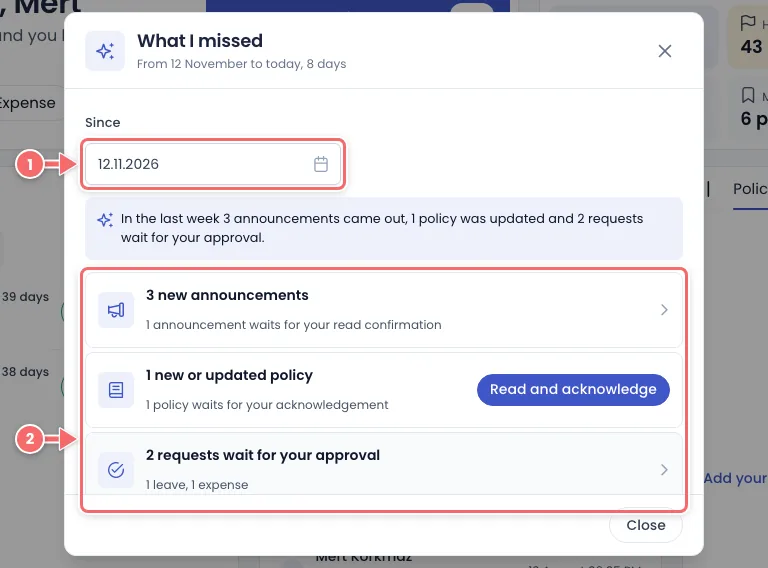 , Mert
What I missed
From 12 November to today, 8 days
and you
43
Expense
6 p
Since
1
12.11.2026
Polic
In the last week 3 announcements came out, 1 policy was updated and 2 requests
wait for your approval.
39 days
3 new announcements
1 announcement waits for your read confirmation
38 days
1 new or updated policy
1 policy waits for your acknowledgement
Read and acknowledge
2
2 requests wait for your approval
1 leave, 1 expense
Add your
Close
Mert Korkmaz